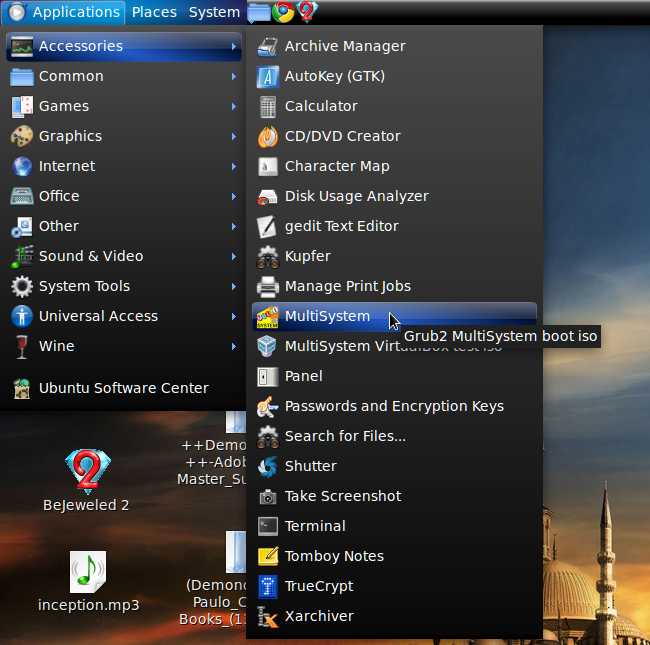 Applications Places System
Accessories
Common
Games
Graphics
Internet
Office
Other
Sound & Video
System Tools
Universal Access
Wine
Ubuntu Software Center
Archive Manager
AutoKey (GTK)
Calculator
CD/DVD Creator
Character Map
Disk Usage Analyzer
gedit Text Editor
Kupfer
Manage Print Jobs
MultiSystem
Grub2 MultiSystem boot iso
MultiSystem VirtualBox test iso
Panel
Passwords and Encryption Keys
Search for Files...
Shutter
Take Screenshot
Terminal
Tomboy Notes
TrueCrypt
Xarchiver
BeJeweled 2
inception.mp3
++Demo
++-Adob
Master_Su
(Demon
Paulo_C
Books_(1